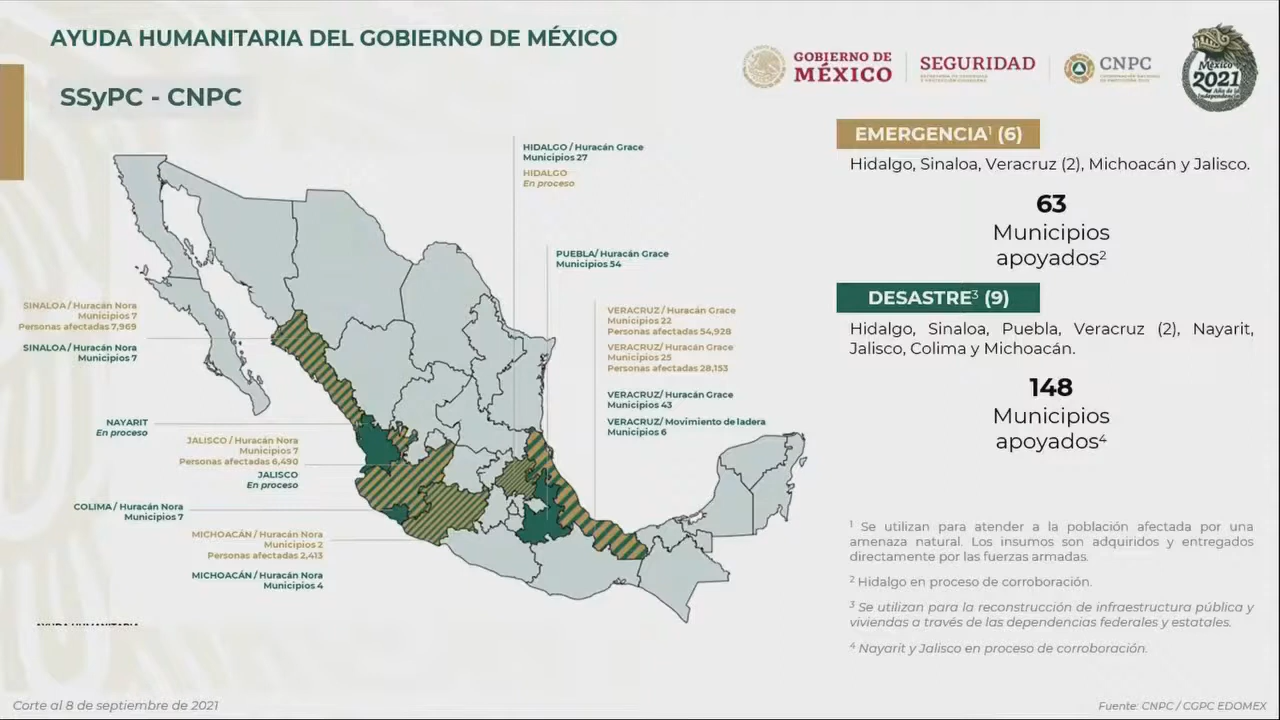 AYUDA HUMANITARIA DEL GOBIERNO DE MÉXICO
SSyPC - CNPC
GOBIERNO DE
MÉXICO
SEGURIDAD
CNPC
México
2021
Año de la
Independencia
EMERGENCIA¹ (6)
Hidalgo, Sinaloa, Veracruz (2), Michoacán y Jalisco.
63
Municipios
apoyados²
DESASTRE³ (9)
Hidalgo, Sinaloa, Puebla, Veracruz (2), Nayarit,
Jalisco, Colima y Michoacán.
148
Municipios
apoyados⁴
HIDALGO / Huracán Grace
Municipios 27
HIDALGO
En proceso
PUEBLA/ Huracán Grace
Municipios 54
VERACRUZ / Huracán Grace
Municipios 22
Personas afectadas 54,928
VERACRUZ/ Huracán Grace
Municipios 25
Personas afectadas 28,153
VERACRUZ/ Huracán Grace
Municipios 43
VERACRUZ/ Movimiento de ladera
Municipios 6
SINALOA / Huracán Nora
Municipios 7
Personas afectadas 7,969
SINALOA / Huracán Nora
Municipios 7
NAYARIT
En proceso
JALISCO / Huracán Nora
Municipios 7
Personas afectadas 6,490
JALISCO
En proceso
COLIMA / Huracán Nora
Municipios 7
MICHOACÁN / Huracán Nora
Municipios 2
Personas afectadas 2,413
MICHOACÁN / Huracán Nora
Municipios 4
¹ Se utilizan para atender a la población afectada por una
amenaza natural. Los insumos son adquiridos y entregados
directamente por las fuerzas armadas.
² Hidalgo en proceso de corroboración.
³ Se utilizan para la reconstrucción de infraestructura pública y
viviendas a través de las dependencias federales y estatales.
⁴ Nayarit y Jalisco en proceso de corroboración.
Corte al 8 de septiembre de 2021
Fuente: CNPC / CGPC EDOMEX